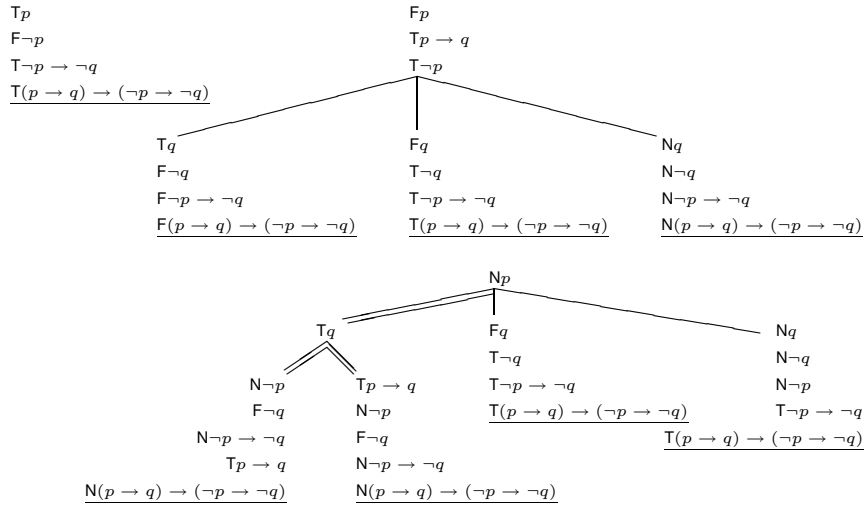 Tp
F¬p
T¬p → ¬q
T(p → q) → (¬p → ¬q)
Fp
Tp → q
T¬p
Tq
F¬q
F¬p → ¬q
F(p → q) → (¬p → ¬q)
Fq
T¬q
T¬p → ¬q
T(p → q) → (¬p → ¬q)
Nq
N¬q
N¬p → ¬q
N(p → q) → (¬p → ¬q)
Np
Tq
N¬p
F¬q
N¬p → ¬q
Tp → q
N(p → q) → (¬p → ¬q)
Tp → q
N¬p
F¬q
N¬p → ¬q
N(p → q) → (¬p → ¬q)
Fq
T¬q
T¬p → ¬q
T(p → q) → (¬p → ¬q)
Nq
N¬q
N¬p
T¬p → ¬q
T(p → q) → (¬p → ¬q)